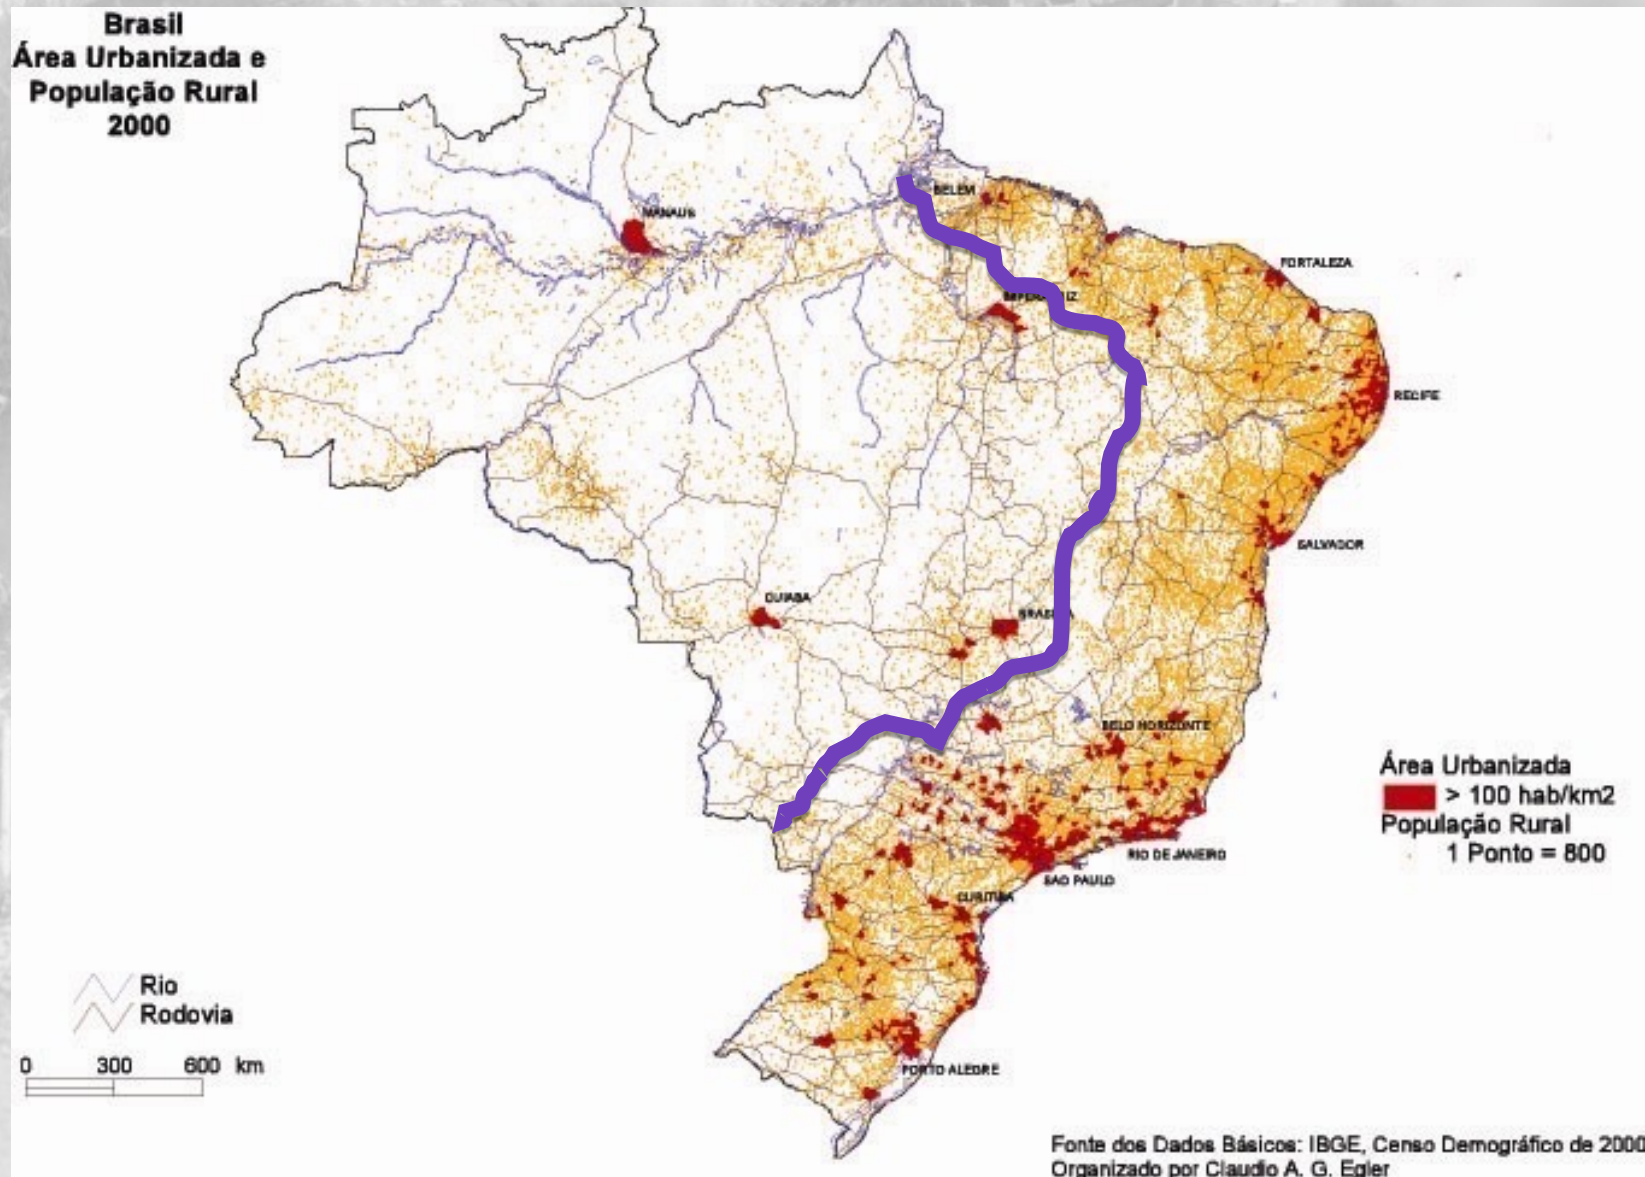 Brasil
Área Urbanizada e
População Rural
2000
BELEM
MANAUS
FORTALEZA
RECIFE
SALVADOR
CUIABA
BELO HORIZONTE
RIO DE JANEIRO
SAO PAULO
CURITIBA
PORTO ALEGRE
Área Urbanizada
> 100 hab/km2
População Rural
1 Ponto = 800
Rio
Rodovia
0 300 600 km
Fonte dos Dados Básicos: IBGE, Censo Demográfico de 2000
Organizado por Claudio A. G. Egler